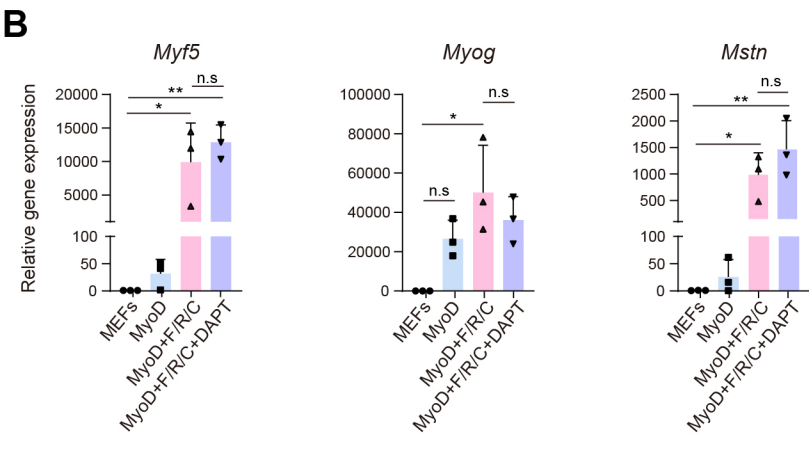 B
Myf5
Relative gene expression
20000
15000
10000
5000
100
50
0
n.s
**
*
MEFs
MyoD
MyoD+F/R/C
MyoD+F/R/C+DAPT
Myog
100000
80000
60000
40000
20000
0
n.s
*
n.s
MEFs
MyoD
MyoD+F/R/C
MyoD+F/R/C+DAPT
Mstn
2500
2000
1500
1000
500
100
50
0
n.s
**
*
MEFs
MyoD
MyoD+F/R/C
MyoD+F/R/C+DAPT